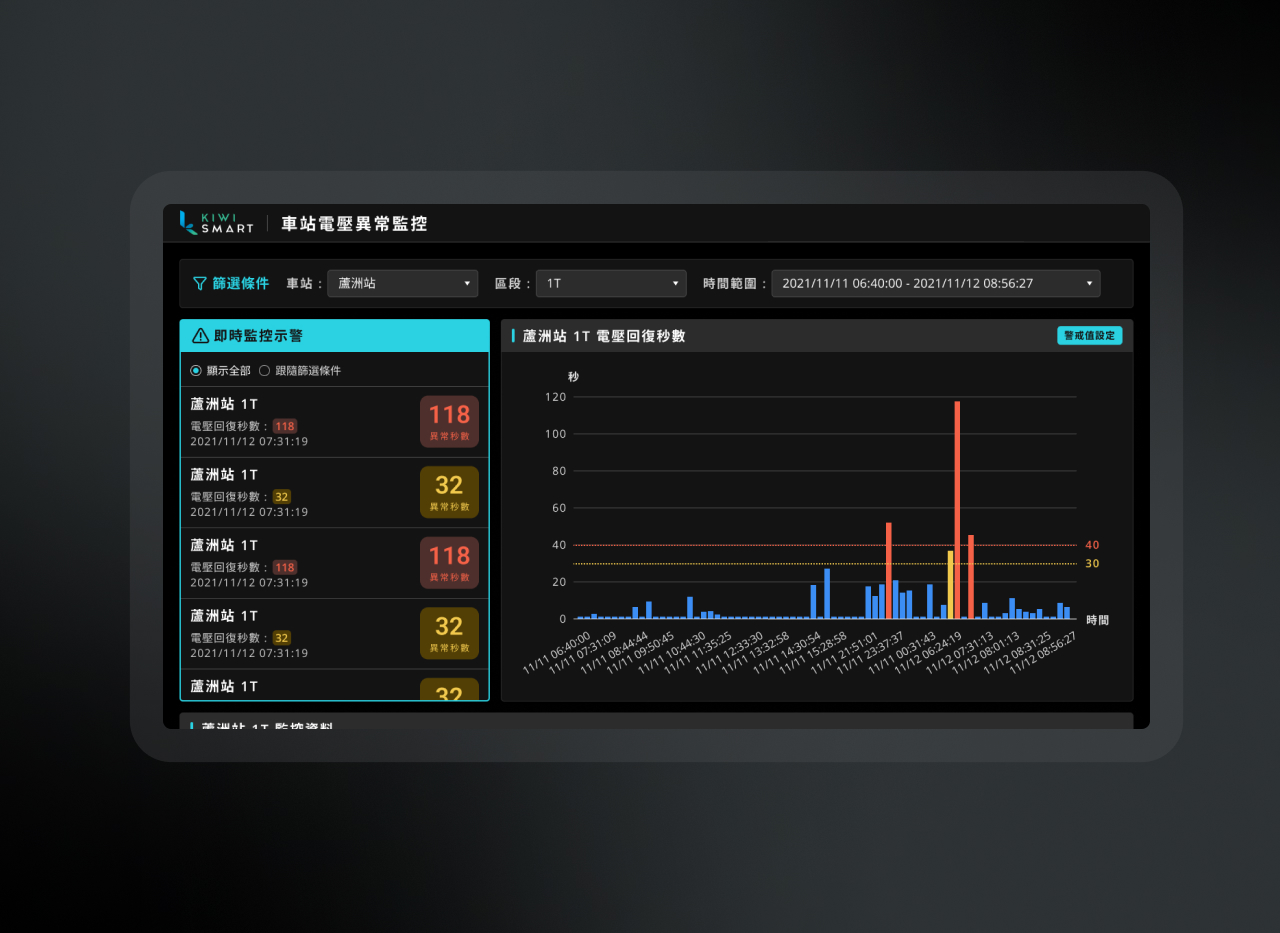 KIWI
SMART
車站電壓異常監控
篩選條件 車站： 蘆洲站 區段： 1T 時間範圍： 2021/11/11 06:40:00 - 2021/11/12 08:56:27
即時監控示警
顯示全部 跟隨篩選條件
蘆洲站 1T
電壓回復秒數： 118
2021/11/12 07:31:19
118
異常秒數
蘆洲站 1T
電壓回復秒數： 32
2021/11/12 07:31:19
32
異常秒數
蘆洲站 1T
電壓回復秒數： 118
2021/11/12 07:31:19
118
異常秒數
蘆洲站 1T
電壓回復秒數： 32
2021/11/12 07:31:19
32
異常秒數
蘆洲站 1T
32
蘆洲站 1T 電壓回復秒數
警戒值設定
秒
120
100
80
60
40
20
0
40
30
時間
11/11 06:40:00
11/11 07:31:09
11/11 08:44:44
11/11 09:50:45
11/11 10:44:30
11/11 11:35:25
11/11 12:33:30
11/11 13:32:58
11/11 14:30:54
11/11 15:28:58
11/11 21:51:01
11/11 23:37:37
11/11 00:31:43
11/12 06:24:19
11/12 07:31:13
11/12 08:01:13
11/12 08:31:25
11/12 08:56:27
蘆洲站 1T 監控資料